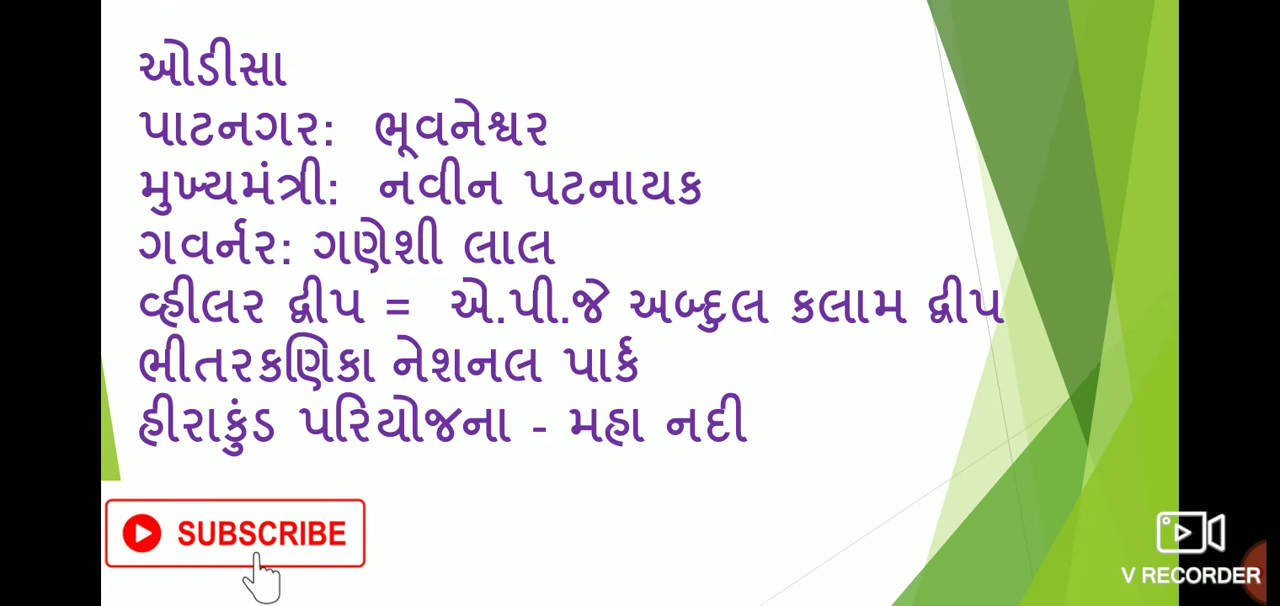 ઓડીસા
પાટનગર: ભૂવનેશ્વર
મુખ્યમંત્રી: નવીન પટનાયક
ગવર્નર: ગણેશી લાલ
વ્હીલર દ્વીપ = એ.પી.જે અબ્દુલ કલામ દ્વીપ
ભીતરકણિકા નેશનલ પાર્ક
હીરાકુંડ પરિયોજના - મહા નદી
SUBSCRIBE
V RECORDER